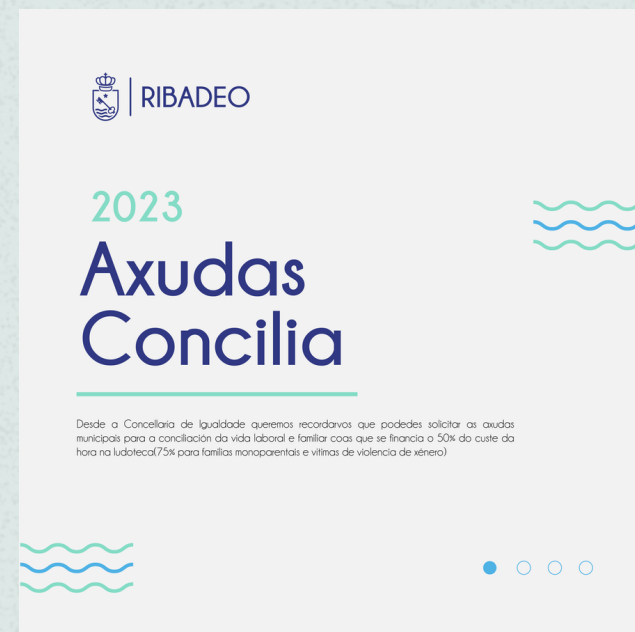 RIBADEO
2023
Axudas
Concilia
Desde a Concellaria de Igualdade queremos recordarvos que podedes solicitar as axudas
municipais para a conciliación da vida laboral e familiar coas que se financia o 50% do custe da
hora na ludoteca(75% para familias monoparentais e vitimas de violencia de xénero)